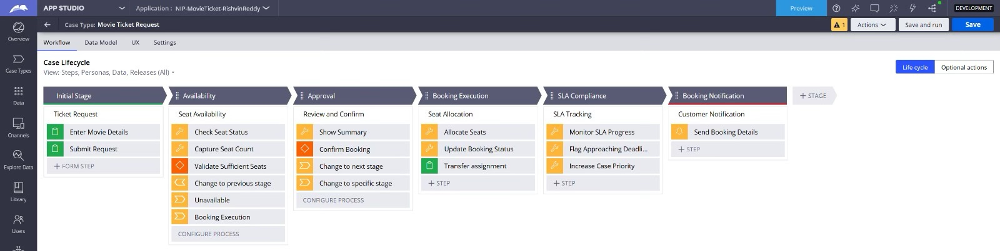 APP STUDIO
Application : NIP-MovieTicket-RishvinReddy
Preview
DEVELOPMENT
Case Type: Movie Ticket Request
1
Actions
Save and run
Save
Overview
Case Types
Data
Channels
Explore Data
Library
Users
Workflow
Data Model
UX
Settings
Case Lifecycle
View: Steps, Personas, Data, Releases (All)
Life cycle
Optional actions
Initial Stage
Ticket Request
Enter Movie Details
Submit Request
+ FORM STEP
Availability
Seat Availability
Check Seat Status
Capture Seat Count
Validate Sufficient Seats
Change to previous stage
Unavailable
Booking Execution
CONFIGURE PROCESS
Approval
Review and Confirm
Show Summary
Confirm Booking
Change to next stage
Change to specific stage
CONFIGURE PROCESS
Booking Execution
Seat Allocation
Allocate Seats
Update Booking Status
Transfer assignment
+ STEP
SLA Compliance
SLA Tracking
Monitor SLA Progress
Flag Approaching Deadli...
Increase Case Priority
+ STEP
Booking Notification
Customer Notification
Send Booking Details
+ STEP
+ STAGE